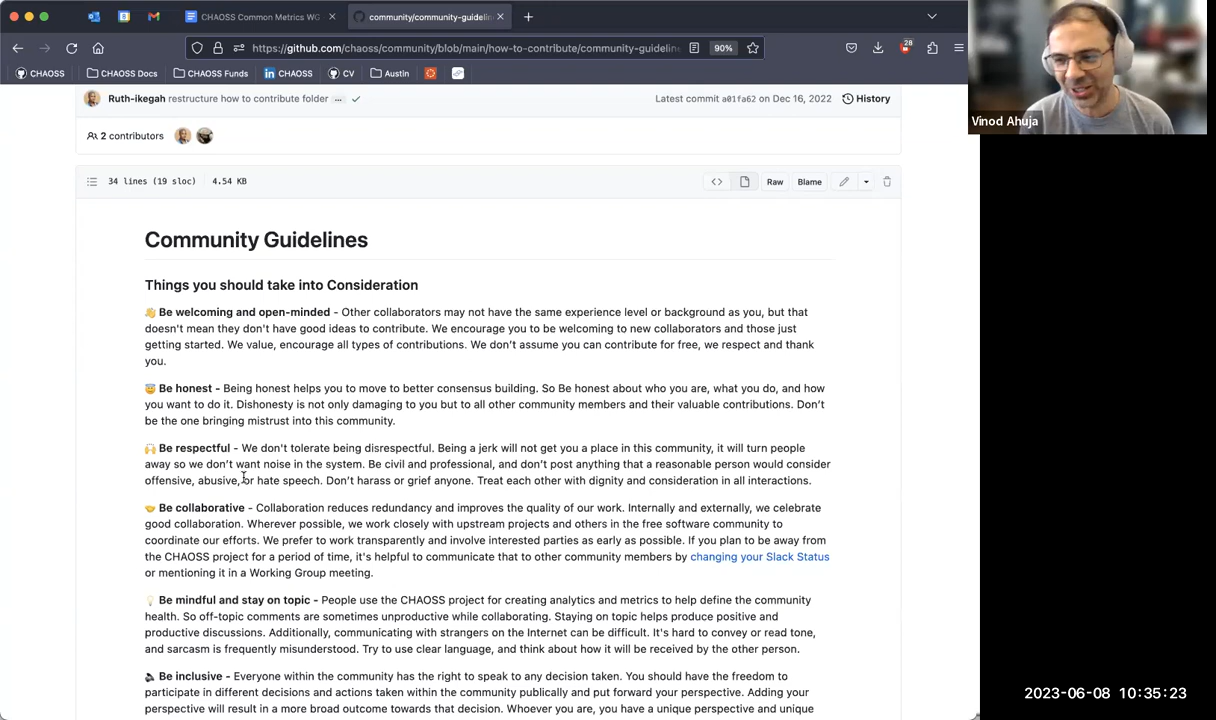 CHAOSS Common Metrics WG
community/community-guidelin
https://github.com/chaoss/community/blob/main/how-to-contribute/community-guideline
90%
28
CHAOSS
CHAOSS Docs
CHAOSS Funds
CHAOSS
CV
Austin
Ruth-ikegah restructure how to contribute folder ...
Latest commit a01fa62 on Dec 16, 2022
History
2 contributors
34 lines (19 sloc) 4.54 KB
Raw
Blame
Community Guidelines
Things you should take into Consideration
👋 Be welcoming and open-minded - Other collaborators may not have the same experience level or background as you, but that
doesn't mean they don't have good ideas to contribute. We encourage you to be welcoming to new collaborators and those just
getting started. We value, encourage all types of contributions. We don't assume you can contribute for free, we respect and thank
you.
😇 Be honest - Being honest helps you to move to better consensus building. So Be honest about who you are, what you do, and how
you want to do it. Dishonesty is not only damaging to you but to all other community members and their valuable contributions. Don't
be the one bringing mistrust into this community.
🙌 Be respectful - We don't tolerate being disrespectful. Being a jerk will not get you a place in this community, it will turn people
away so we don't want noise in the system. Be civil and professional, and don't post anything that a reasonable person would consider
offensive, abusive, or hate speech. Don't harass or grief anyone. Treat each other with dignity and consideration in all interactions.
🤝 Be collaborative - Collaboration reduces redundancy and improves the quality of our work. Internally and externally, we celebrate
good collaboration. Wherever possible, we work closely with upstream projects and others in the free software community to
coordinate our efforts. We prefer to work transparently and involve interested parties as early as possible. If you plan to be away from
the CHAOSS project for a period of time, it's helpful to communicate that to other community members by changing your Slack Status
or mentioning it in a Working Group meeting.
💡 Be mindful and stay on topic - People use the CHAOSS project for creating analytics and metrics to help define the community
health. So off-topic comments are sometimes unproductive while collaborating. Staying on topic helps produce positive and
productive discussions. Additionally, communicating with strangers on the Internet can be difficult. It's hard to convey or read tone,
and sarcasm is frequently misunderstood. Try to use clear language, and think about how it will be received by the other person.
🔈 Be inclusive - Everyone within the community has the right to speak to any decision taken. You should have the freedom to
participate in different decisions and actions taken within the community publically and put forward your perspective. Adding your
perspective will result in a more broad outcome towards that decision. Whoever you are, you have a unique perspective and unique
Vinod Ahuja
2023-06-08 10:35:23